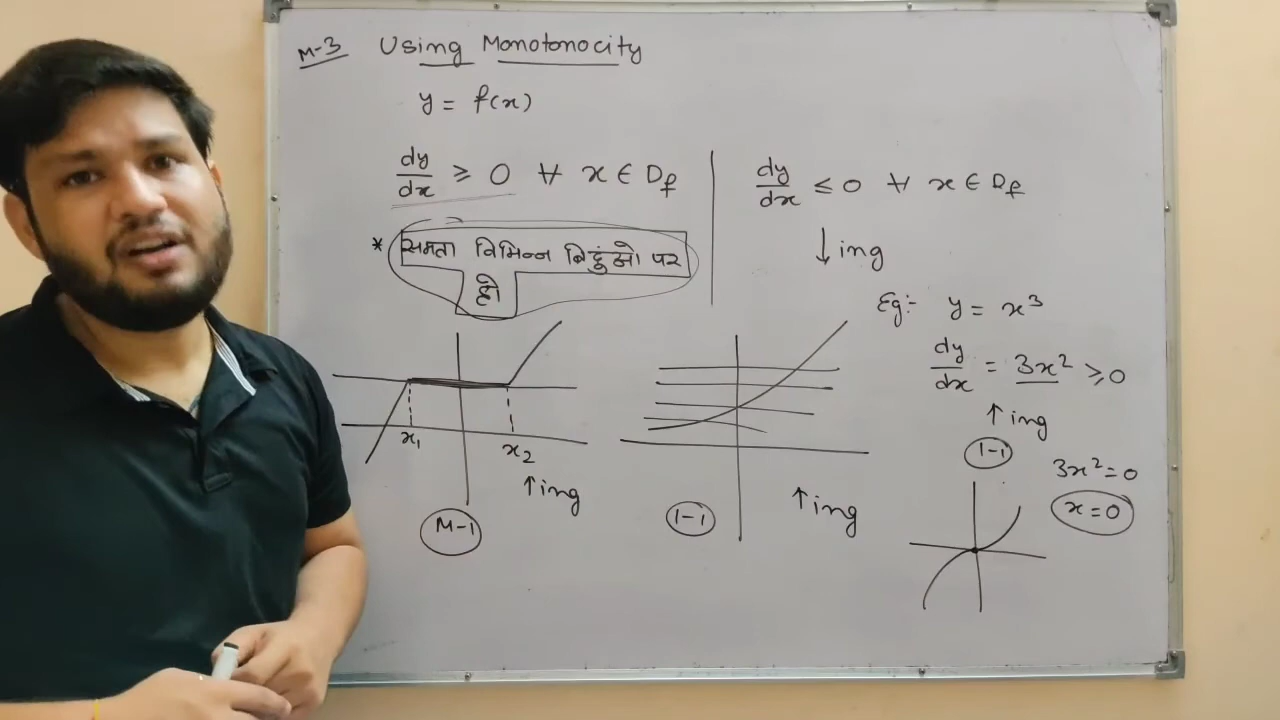 M-3 Using Monotonocity
y = f(x)
dy/dx ≥ 0 ∀ x ∈ Df
* समता विभिन्न बिदुंओ पर
हो
x₁
x₂
↑ing
M-1
1-1
↑ing
dy/dx ≤ 0 ∀ x ∈ Df
↓ing
Eg:- y = x³
dy/dx = 3x² ≥ 0
↑ing
1-1
3x² = 0
x = 0